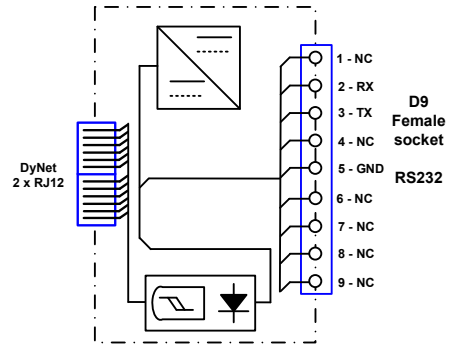 1 - NC
2 - RX
3 - TX
4 - NC
5 - GND
6 - NC
7 - NC
8 - NC
9 - NC
D9
Female
socket
RS232
DyNet
2 x RJ12